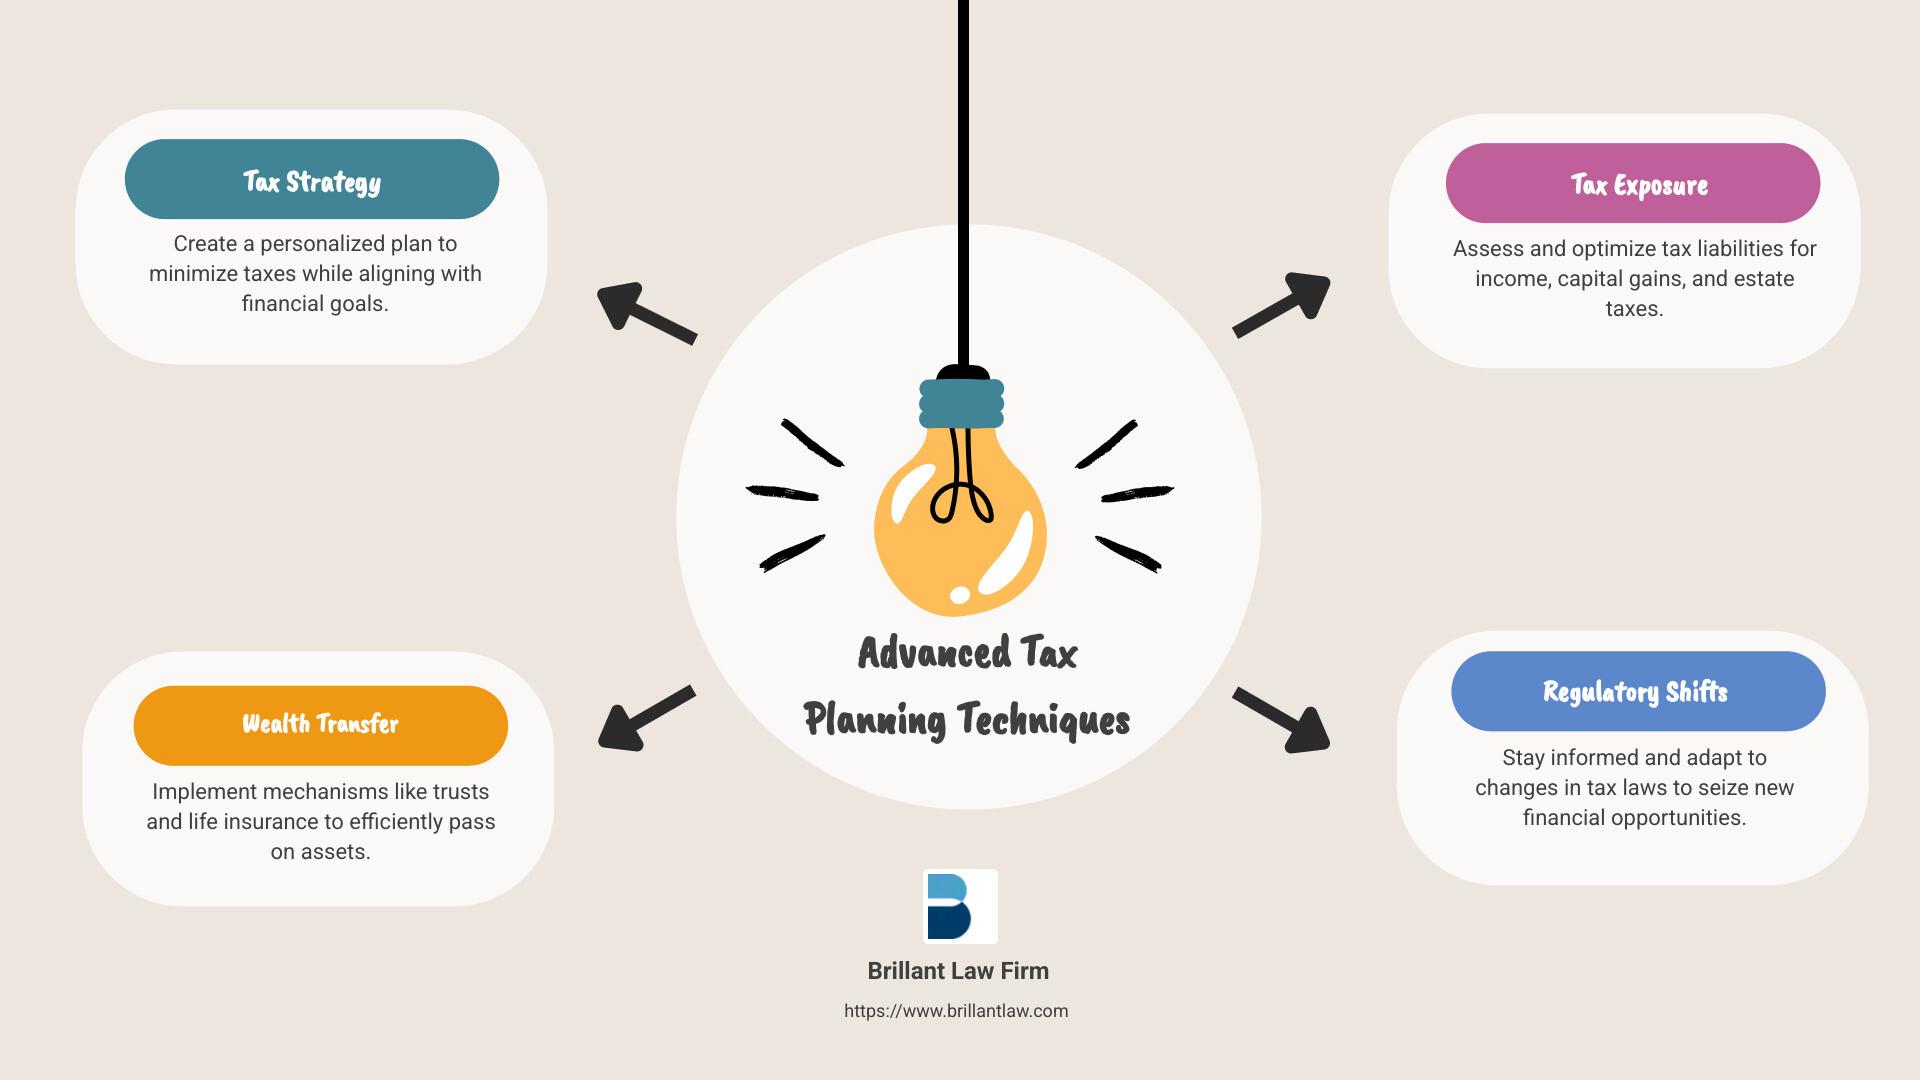 Tax Strategy
Create a personalized plan to
minimize taxes while aligning with
financial goals.
Tax Exposure
Assess and optimize tax liabilities for
income, capital gains, and estate
taxes.
Advanced Tax
Planning Techniques
Wealth Transfer
Implement mechanisms like trusts
and life insurance to efficiently pass
on assets.
Regulatory Shifts
Stay informed and adapt to
changes in tax laws to seize new
financial opportunities.
B
Brillant Law Firm
https://www.brillantlaw.com